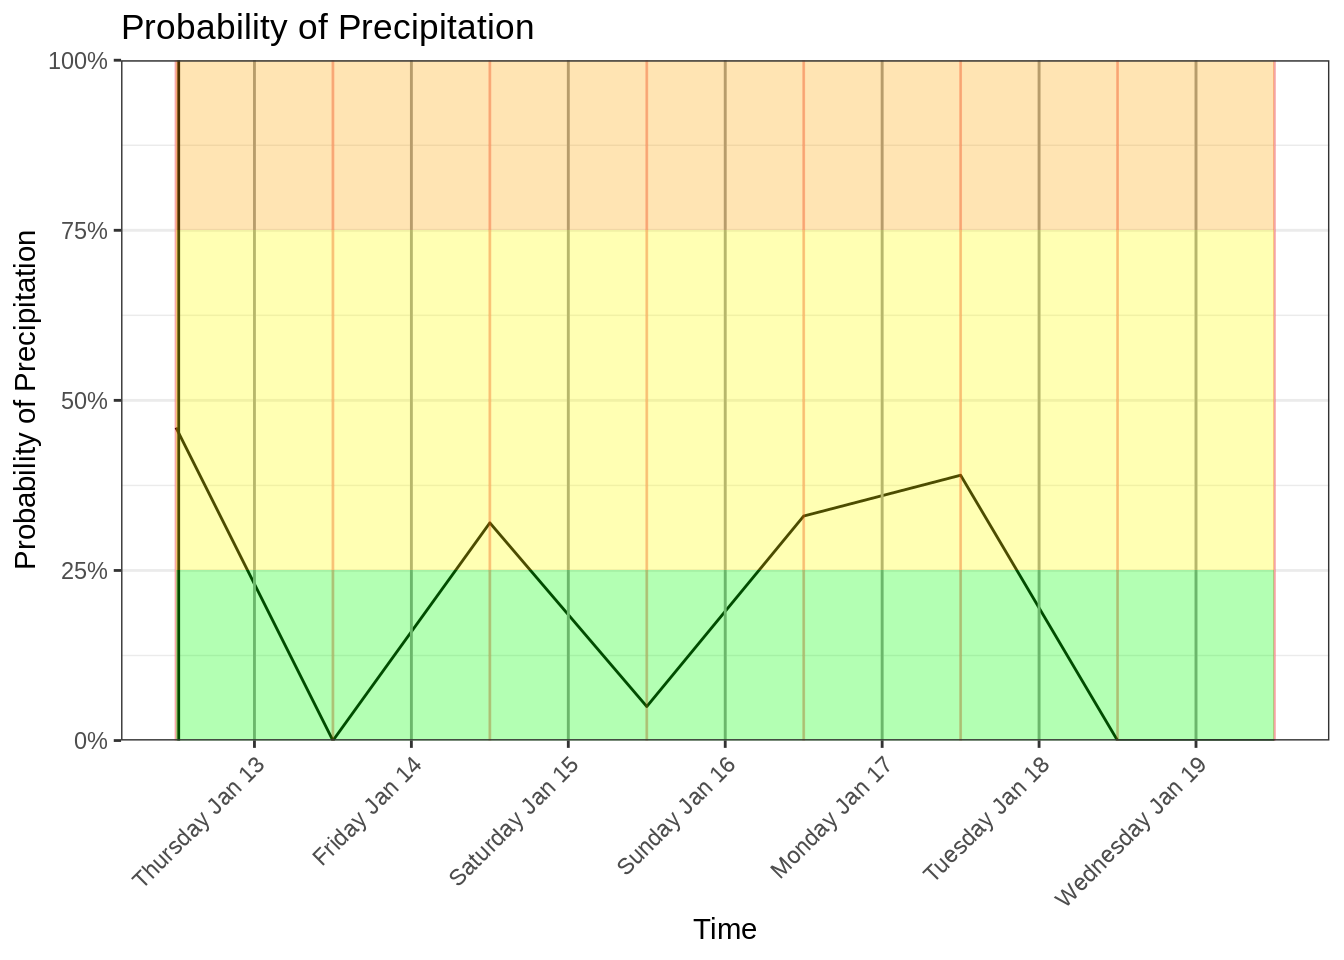 Probability of Precipitation
100%
75%
50%
25%
0%
Probability of Precipitation
Thursday Jan 13
Friday Jan 14
Saturday Jan 15
Sunday Jan 16
Monday Jan 17
Tuesday Jan 18
Wednesday Jan 19
Time